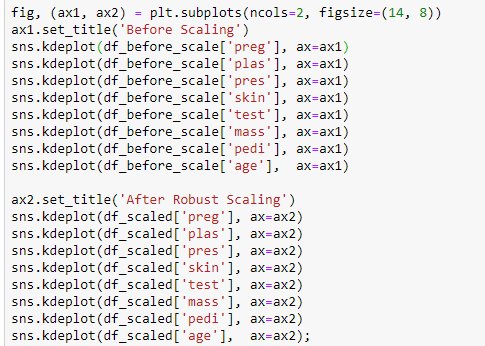 fig, (ax1, ax2) = plt.subplots(ncols=2, figsize=(14, 8))
ax1.set_title('Before Scaling')
sns.kdeplot(df_before_scale['preg'], ax=ax1)
sns.kdeplot(df_before_scale['plas'], ax=ax1)
sns.kdeplot(df_before_scale['pres'], ax=ax1)
sns.kdeplot(df_before_scale['skin'], ax=ax1)
sns.kdeplot(df_before_scale['test'], ax=ax1)
sns.kdeplot(df_before_scale['mass'], ax=ax1)
sns.kdeplot(df_before_scale['pedi'], ax=ax1)
sns.kdeplot(df_before_scale['age'],  ax=ax1)

ax2.set_title('After Robust Scaling')
sns.kdeplot(df_scaled['preg'], ax=ax2)
sns.kdeplot(df_scaled['plas'], ax=ax2)
sns.kdeplot(df_scaled['pres'], ax=ax2)
sns.kdeplot(df_scaled['skin'], ax=ax2)
sns.kdeplot(df_scaled['test'], ax=ax2)
sns.kdeplot(df_scaled['mass'], ax=ax2)
sns.kdeplot(df_scaled['pedi'], ax=ax2)
sns.kdeplot(df_scaled['age'],  ax=ax2);